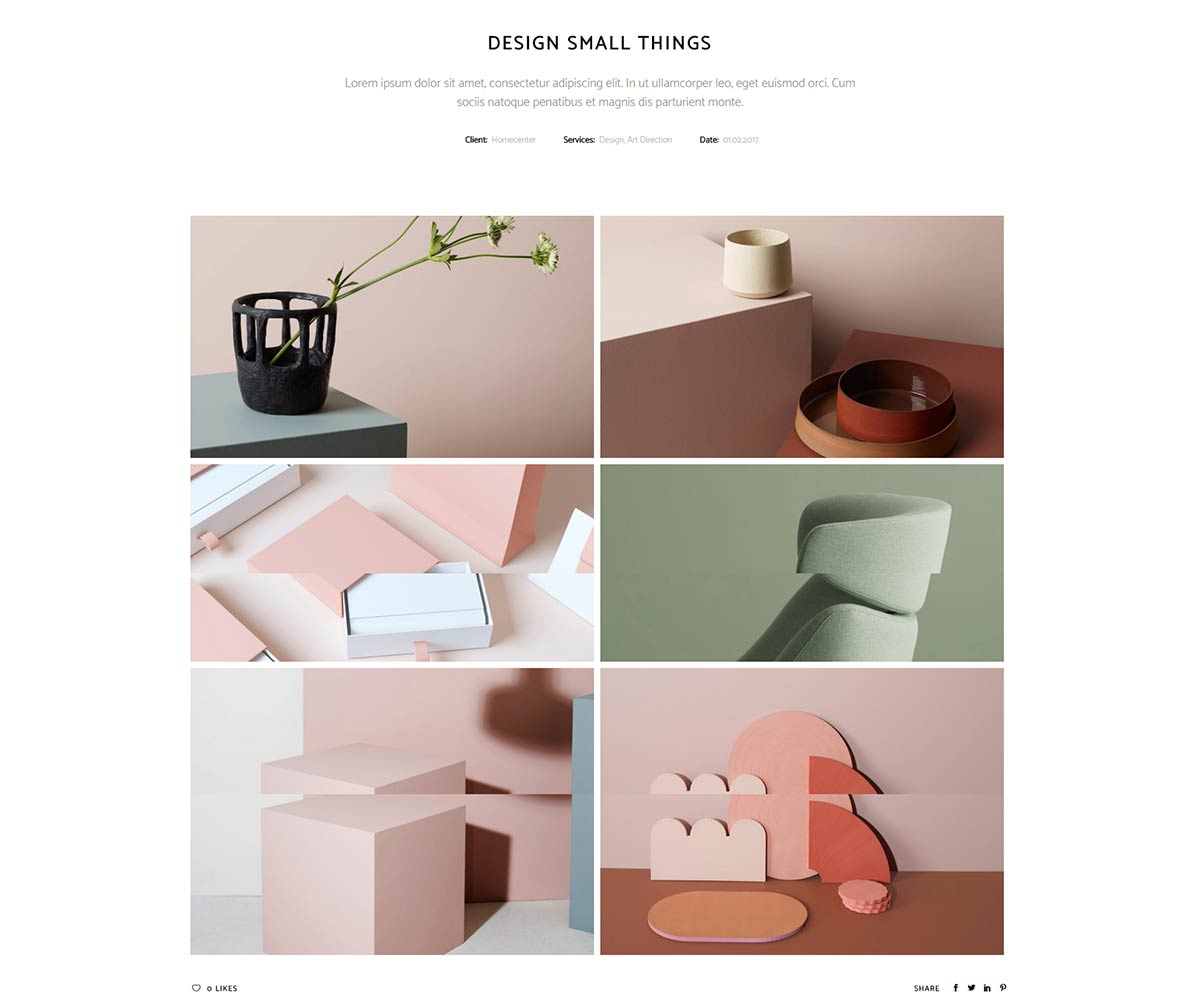 DESIGN SMALL THINGS
Lorem ipsum dolor sit amet, consectetur adipiscing elit. In ut ullamcorper leo, eget euismod orci. Cum
sociis natoque penatibus et magnis dis parturient monte.
Client: Homecenter Services: Design, Art Direction Date: 01.02.2017.
0 LIKES SHARE